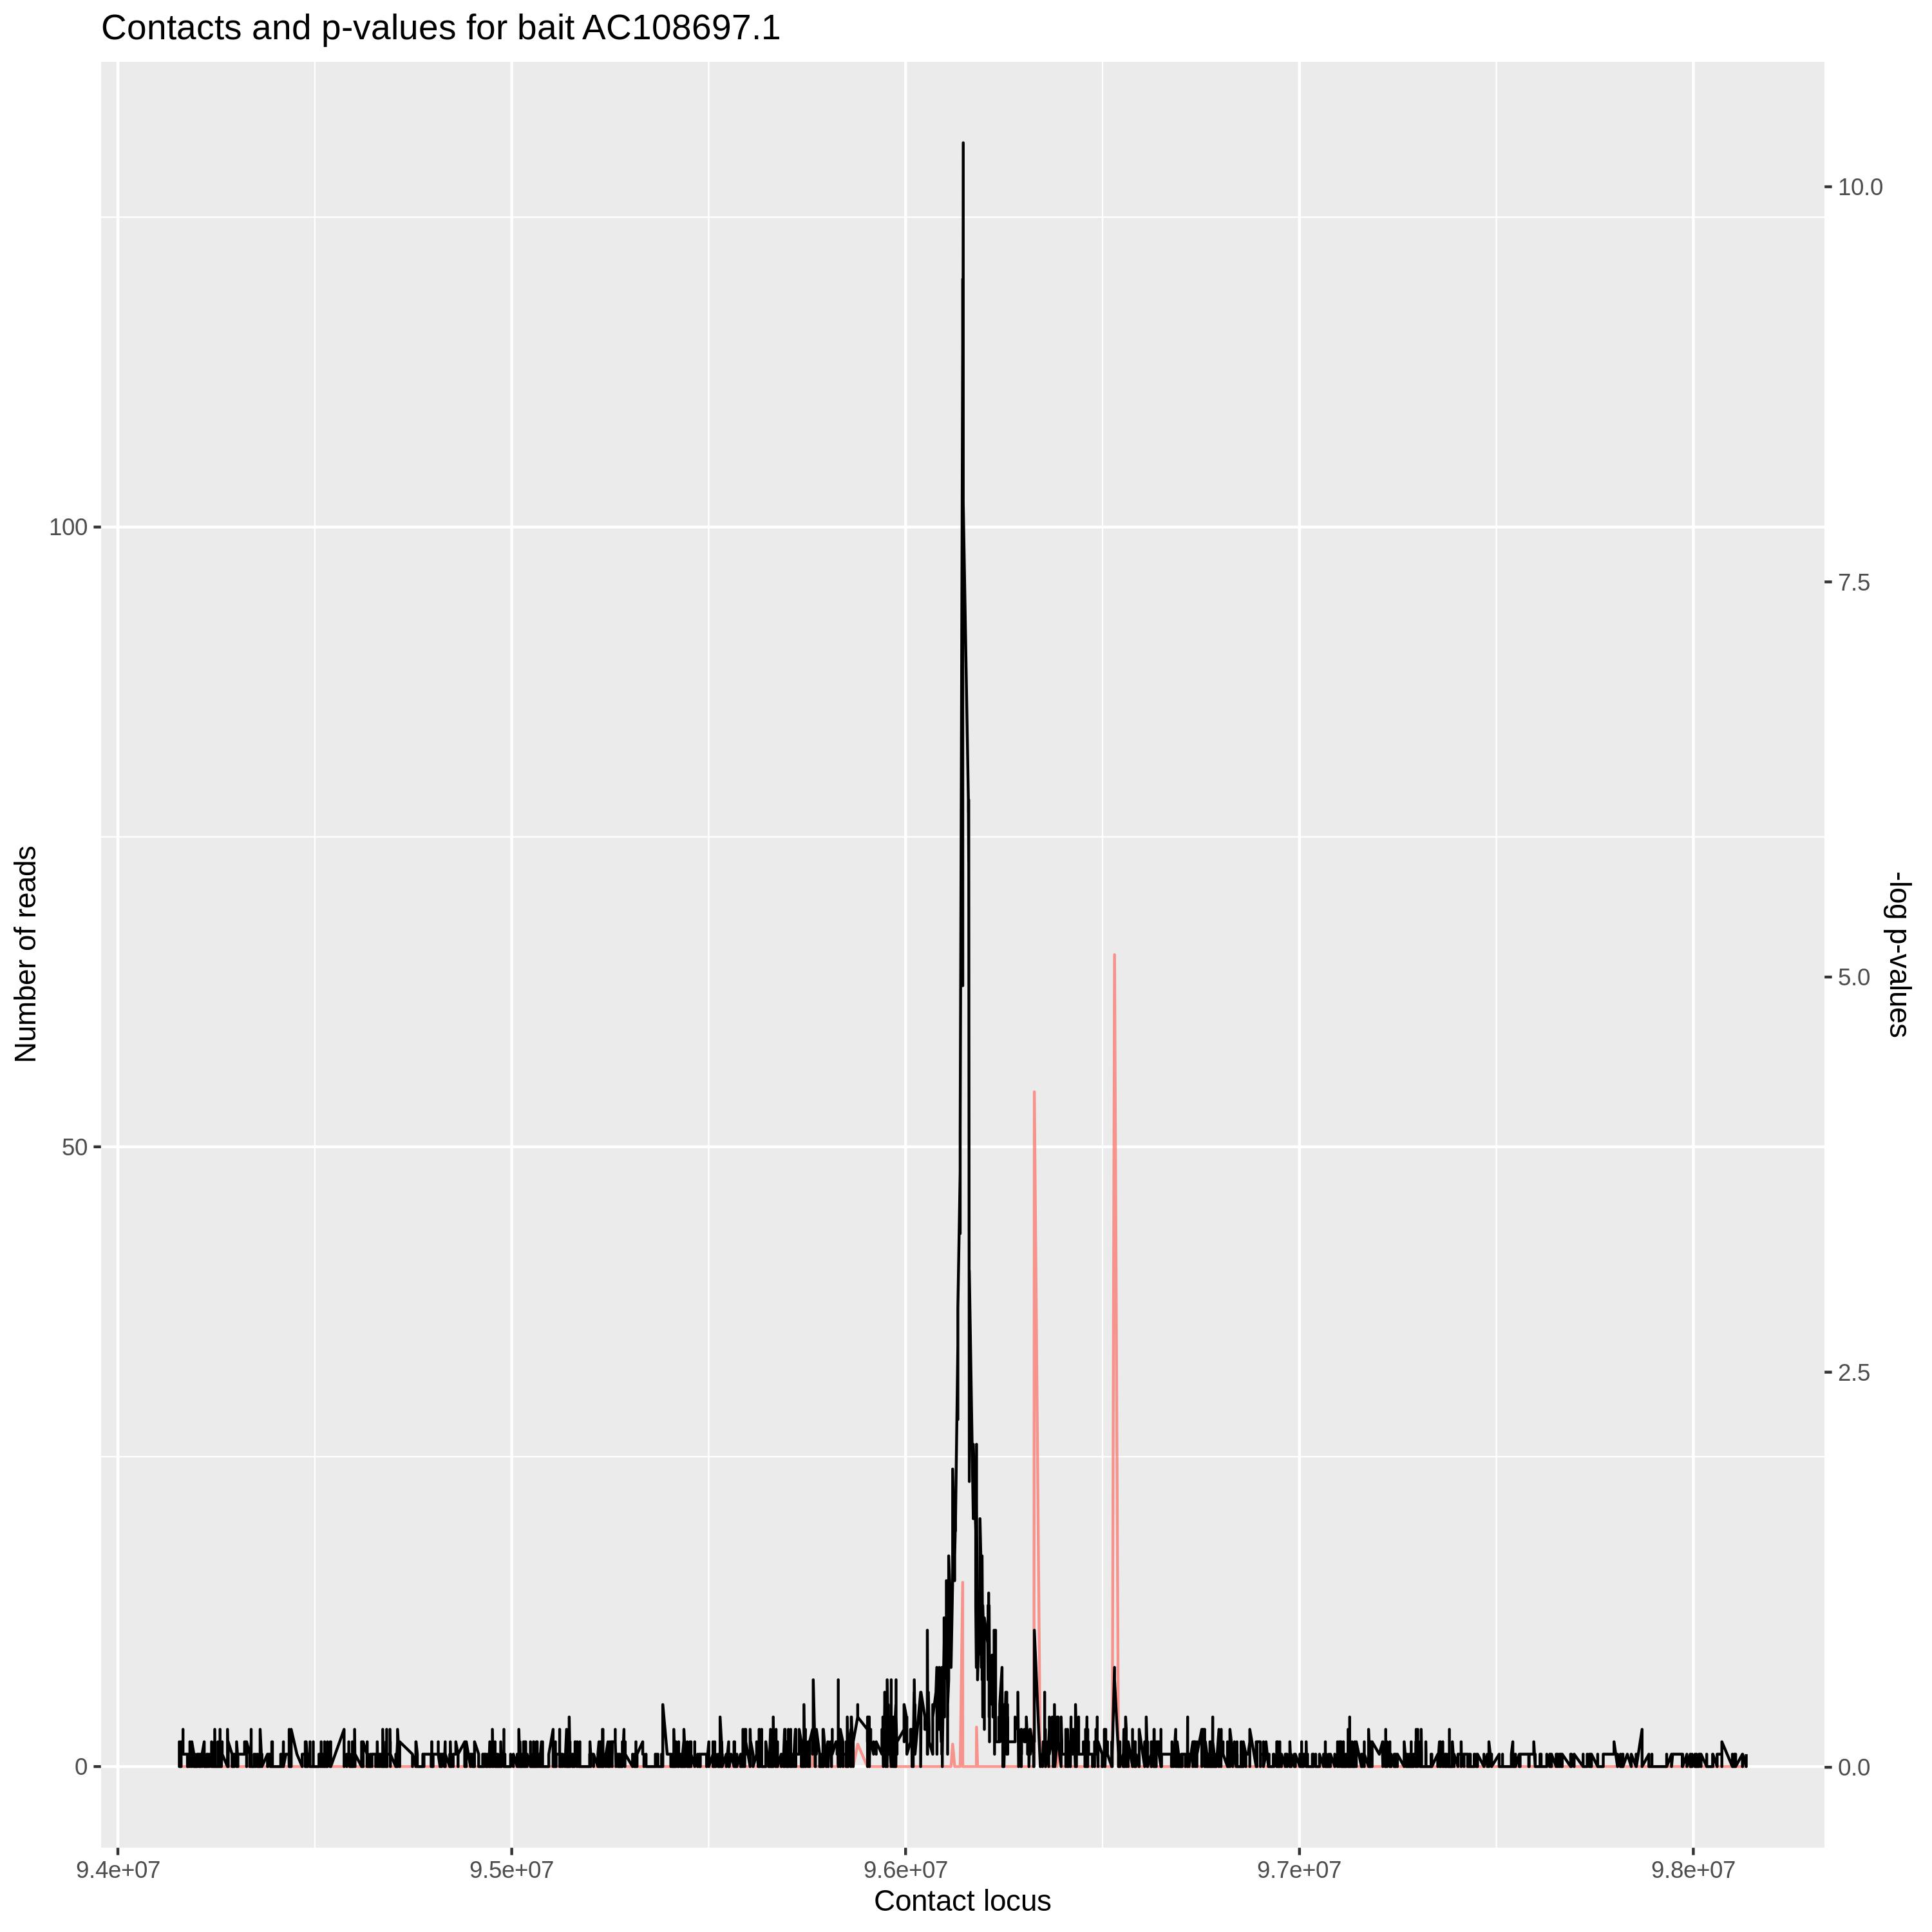 Contacts and p-values for bait AC108697.1
10.0
100
7.5
Number of reads
-log p-values
5.0
50
2.5
0
0.0
9.4e+07 9.5e+07 9.6e+07 9.7e+07 9.8e+07
Contact locus